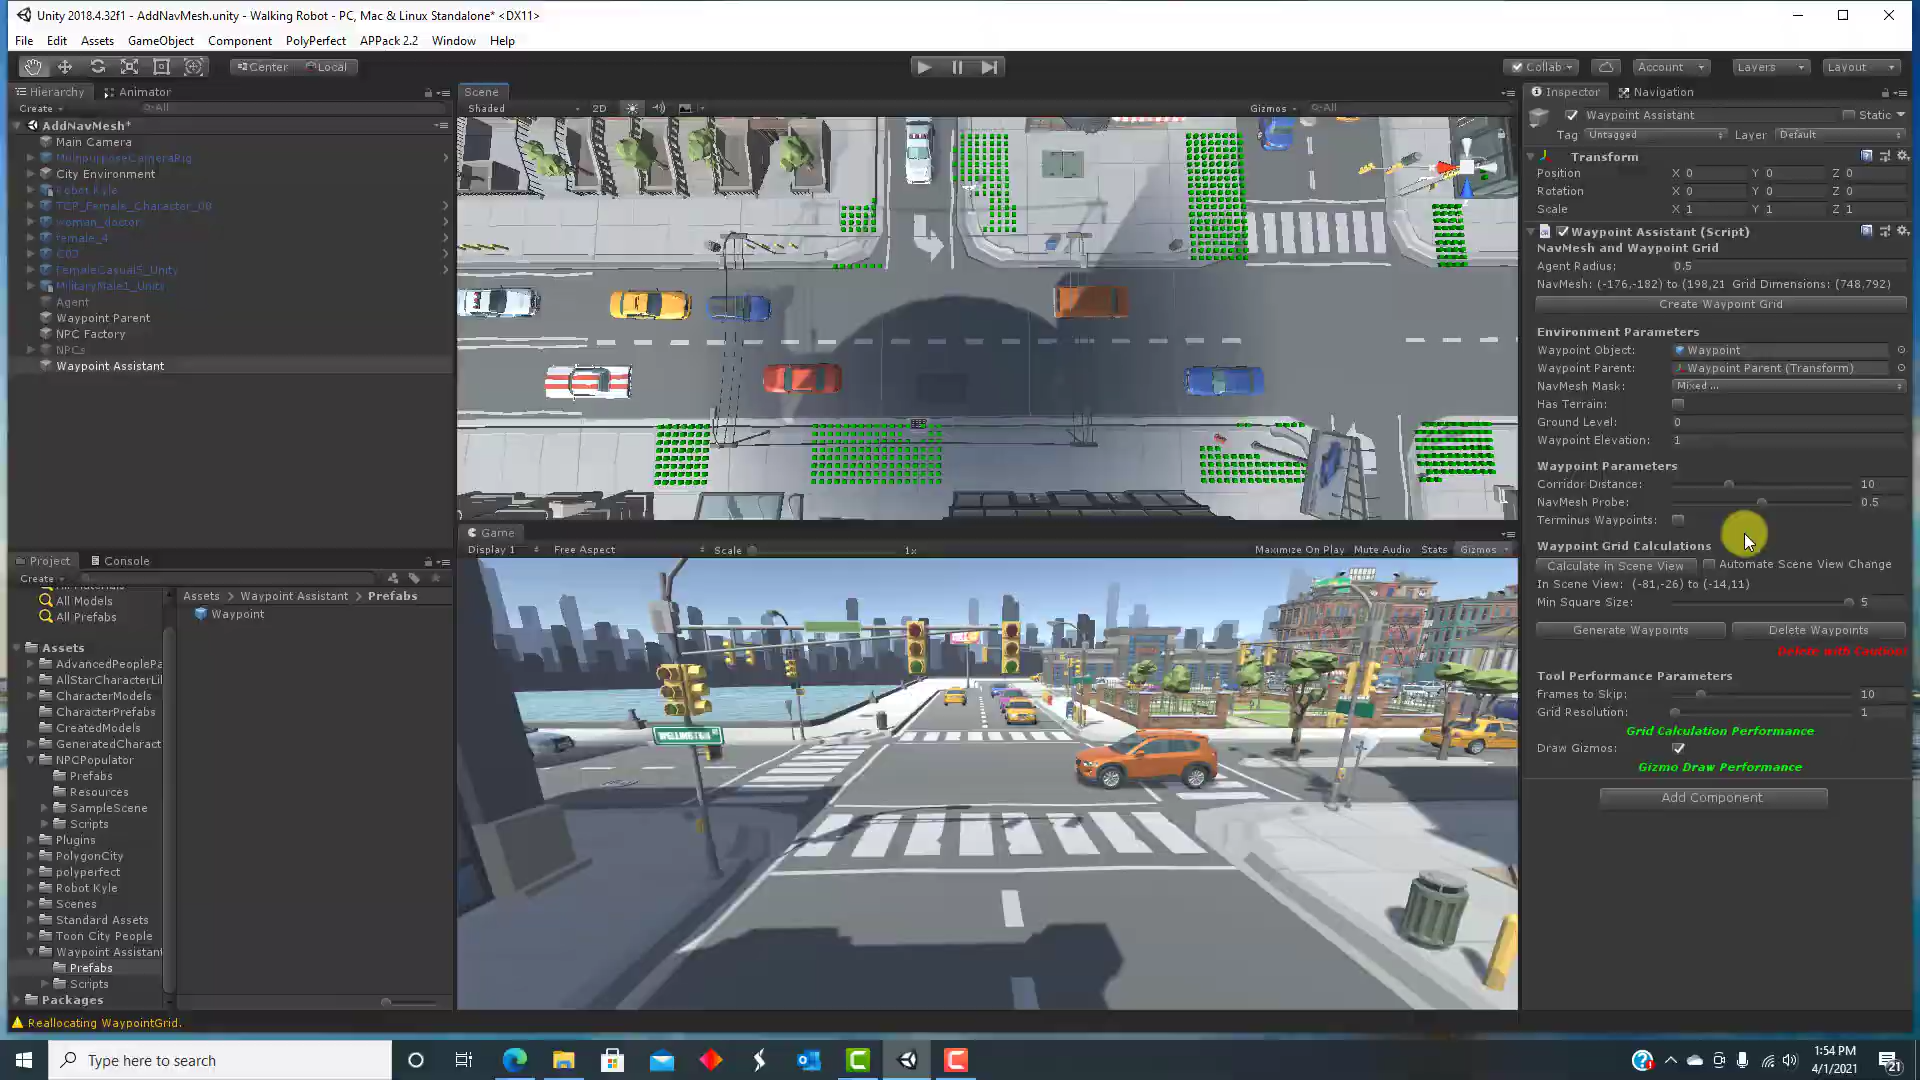 Unity 2018.4.32f1 - AddNavMesh.unity - Walking Robot - PC, Mac & Linux Standalone* <DX11>
File Edit Assets GameObject Component PolyPerfect APPack 2.2 Window Help
Center Local
Collab Account Layers Layout
Hierarchy Animator
Create All
AddNavMesh*
Main Camera
MultipurposeCameraRig
City Environment
Robot Kyle
TCP_Female_Character_08
woman_doctor
female_4
C02
FemaleCasual5_Unity
MilitaryMale1_Unity
Agent
Waypoint Parent
NPC Factory
NPCs
Waypoint Assistant
Scene
Shaded 2D Gizmos All
Game
Display 1 Free Aspect Scale 1x Maximize On Play Mute Audio Stats Gizmos
WELLINGTON
Project Console
Create
All Materials
All Models
All Prefabs
Assets
AdvancedPeoplePa
AllStarCharacterLi
CharacterModels
CharacterPrefabs
CreatedModels
GeneratedCharact
NPCPopulator
Prefabs
Resources
SampleScene
Scripts
Plugins
PolygonCity
polyperfect
Robot Kyle
Scenes
Standard Assets
Toon City People
Waypoint Assistant
Prefabs
Scripts
Packages
Assets Waypoint Assistant Prefabs
Waypoint
Reallocating WaypointGrid.
Inspector Navigation
Waypoint Assistant Static
Tag Untagged Layer Default
Transform
Position X 0 Y 0 Z 0
Rotation X 0 Y 0 Z 0
Scale X 1 Y 1 Z 1
Waypoint Assistant (Script)
NavMesh and Waypoint Grid
Agent Radius: 0.5
NavMesh: (-176,-182) to (198,21 Grid Dimensions: (748,792)
Create Waypoint Grid
Environment Parameters
Waypoint Object: Waypoint
Waypoint Parent: Waypoint Parent (Transform)
NavMesh Mask: Mixed ...
Has Terrain:
Ground Level: 0
Waypoint Elevation: 1
Waypoint Parameters
Corridor Distance: 10
NavMesh Probe: 0.5
Terminus Waypoints:
Waypoint Grid Calculations
Calculate in Scene View Automate Scene View Change
In Scene View: (-81,-26) to (-14,11)
Min Square Size: 5
Generate Waypoints Delete Waypoints
Delete with Caution!
Tool Performance Parameters
Frames to Skip: 10
Grid Resolution: 1
Grid Calculation Performance
Draw Gizmos:
Gizmo Draw Performance
Add Component
Type here to search
1:54 PM
4/1/2021
21